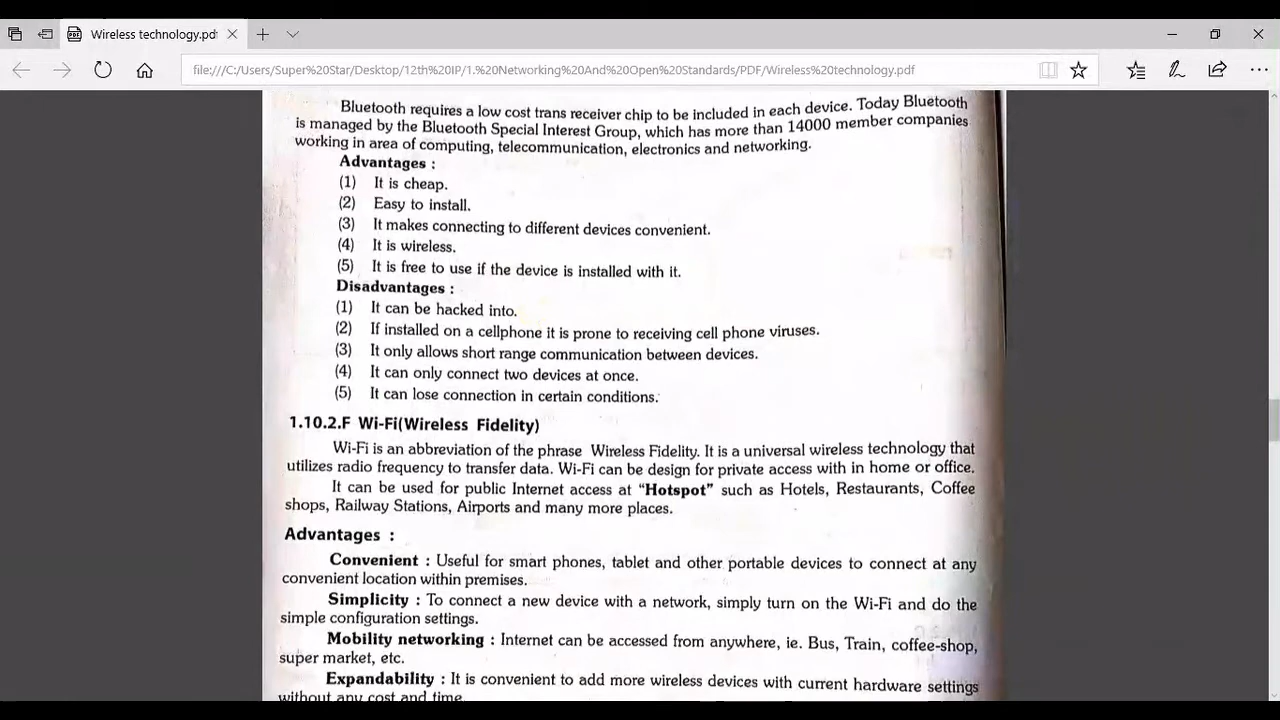 Wireless technology.pdf
file:///C:/Users/Super%20Star/Desktop/12th%20IP/1.%20Networking%20And%20Open%20Standards/PDF/Wireless%20technology.pdf
Bluetooth requires a low cost trans receiver chip to be included in each device. Today Bluetooth
is managed by the Bluetooth Special Interest Group, which has more than 14000 member companies
working in area of computing, telecommunication, electronics and networking.
Advantages :
(1) It is cheap.
(2) Easy to install.
(3) It makes connecting to different devices convenient.
(4) It is wireless.
(5) It is free to use if the device is installed with it.
Disadvantages :
(1) It can be hacked into.
(2) If installed on a cellphone it is prone to receiving cell phone viruses.
(3) It only allows short range communication between devices.
(4) It can only connect two devices at once.
(5) It can lose connection in certain conditions.
1.10.2.F Wi-Fi(Wireless Fidelity)
Wi-Fi is an abbreviation of the phrase Wireless Fidelity. It is a universal wireless technology that
utilizes radio frequency to transfer data. Wi-Fi can be design for private access with in home or office.
It can be used for public Internet access at “Hotspot” such as Hotels, Restaurants, Coffee
shops, Railway Stations, Airports and many more places.
Advantages :
Convenient : Useful for smart phones, tablet and other portable devices to connect at any
convenient location within premises.
Simplicity : To connect a new device with a network, simply turn on the Wi-Fi and do the
simple configuration settings.
Mobility networking : Internet can be accessed from anywhere, ie. Bus, Train, coffee-shop,
super market, etc.
Expandability : It is convenient to add more wireless devices with current hardware settings
without any cost and time.